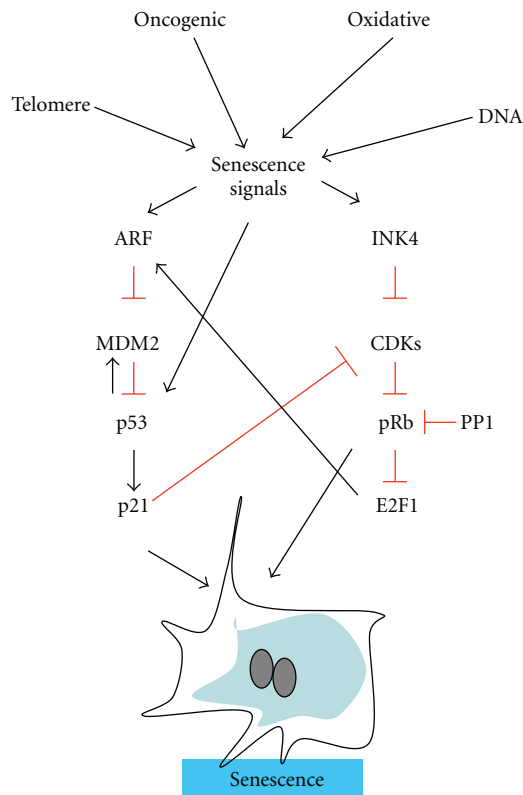 Oncogenic
Oxidative
Telomere
DNA
Senescence
signals
ARF
INK4
MDM2
CDKs
p53
pRb
PP1
p21
E2F1
Senescence